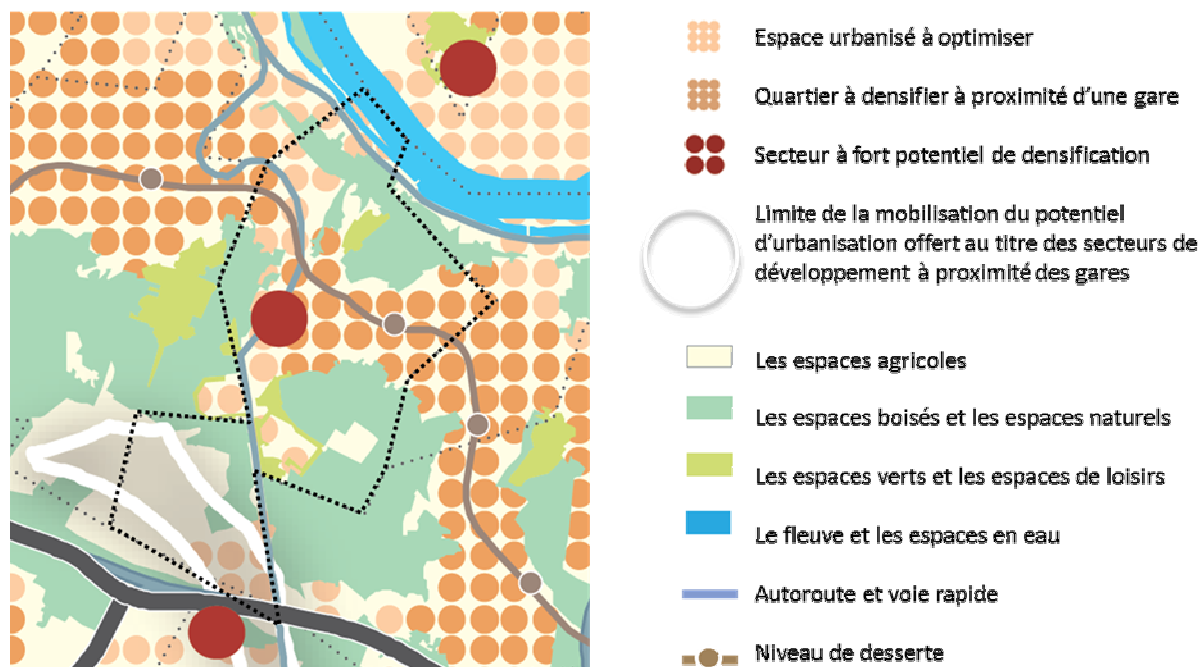 Espace urbanisé à optimiser
Quartier à densifier à proximité d'une gare
Secteur à fort potentiel de densification
Limite de la mobilisation du potentiel
d'urbanisation offert au titre des secteurs de
développement à proximité des gares
Les espaces agricoles
Les espaces boisés et les espaces naturels
Les espaces verts et les espaces de loisirs
Le fleuve et les espaces en eau
Autoroute et voie rapide
Niveau de desserte